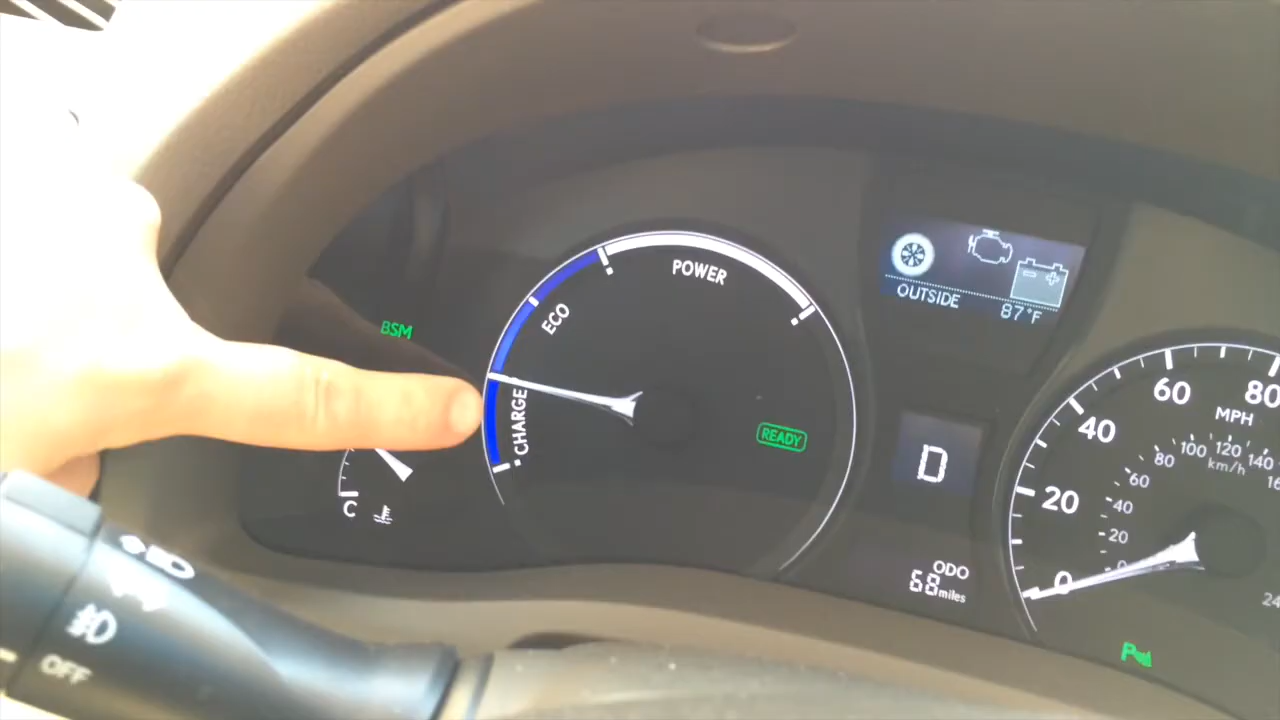 BSM
C
POWER
ECO
CHARGE
READY
OUTSIDE
87°F
D
ODO
68 miles
0
20
40
60
80
MPH
km/h
0
20
40
60
80
100
120
140
OFF